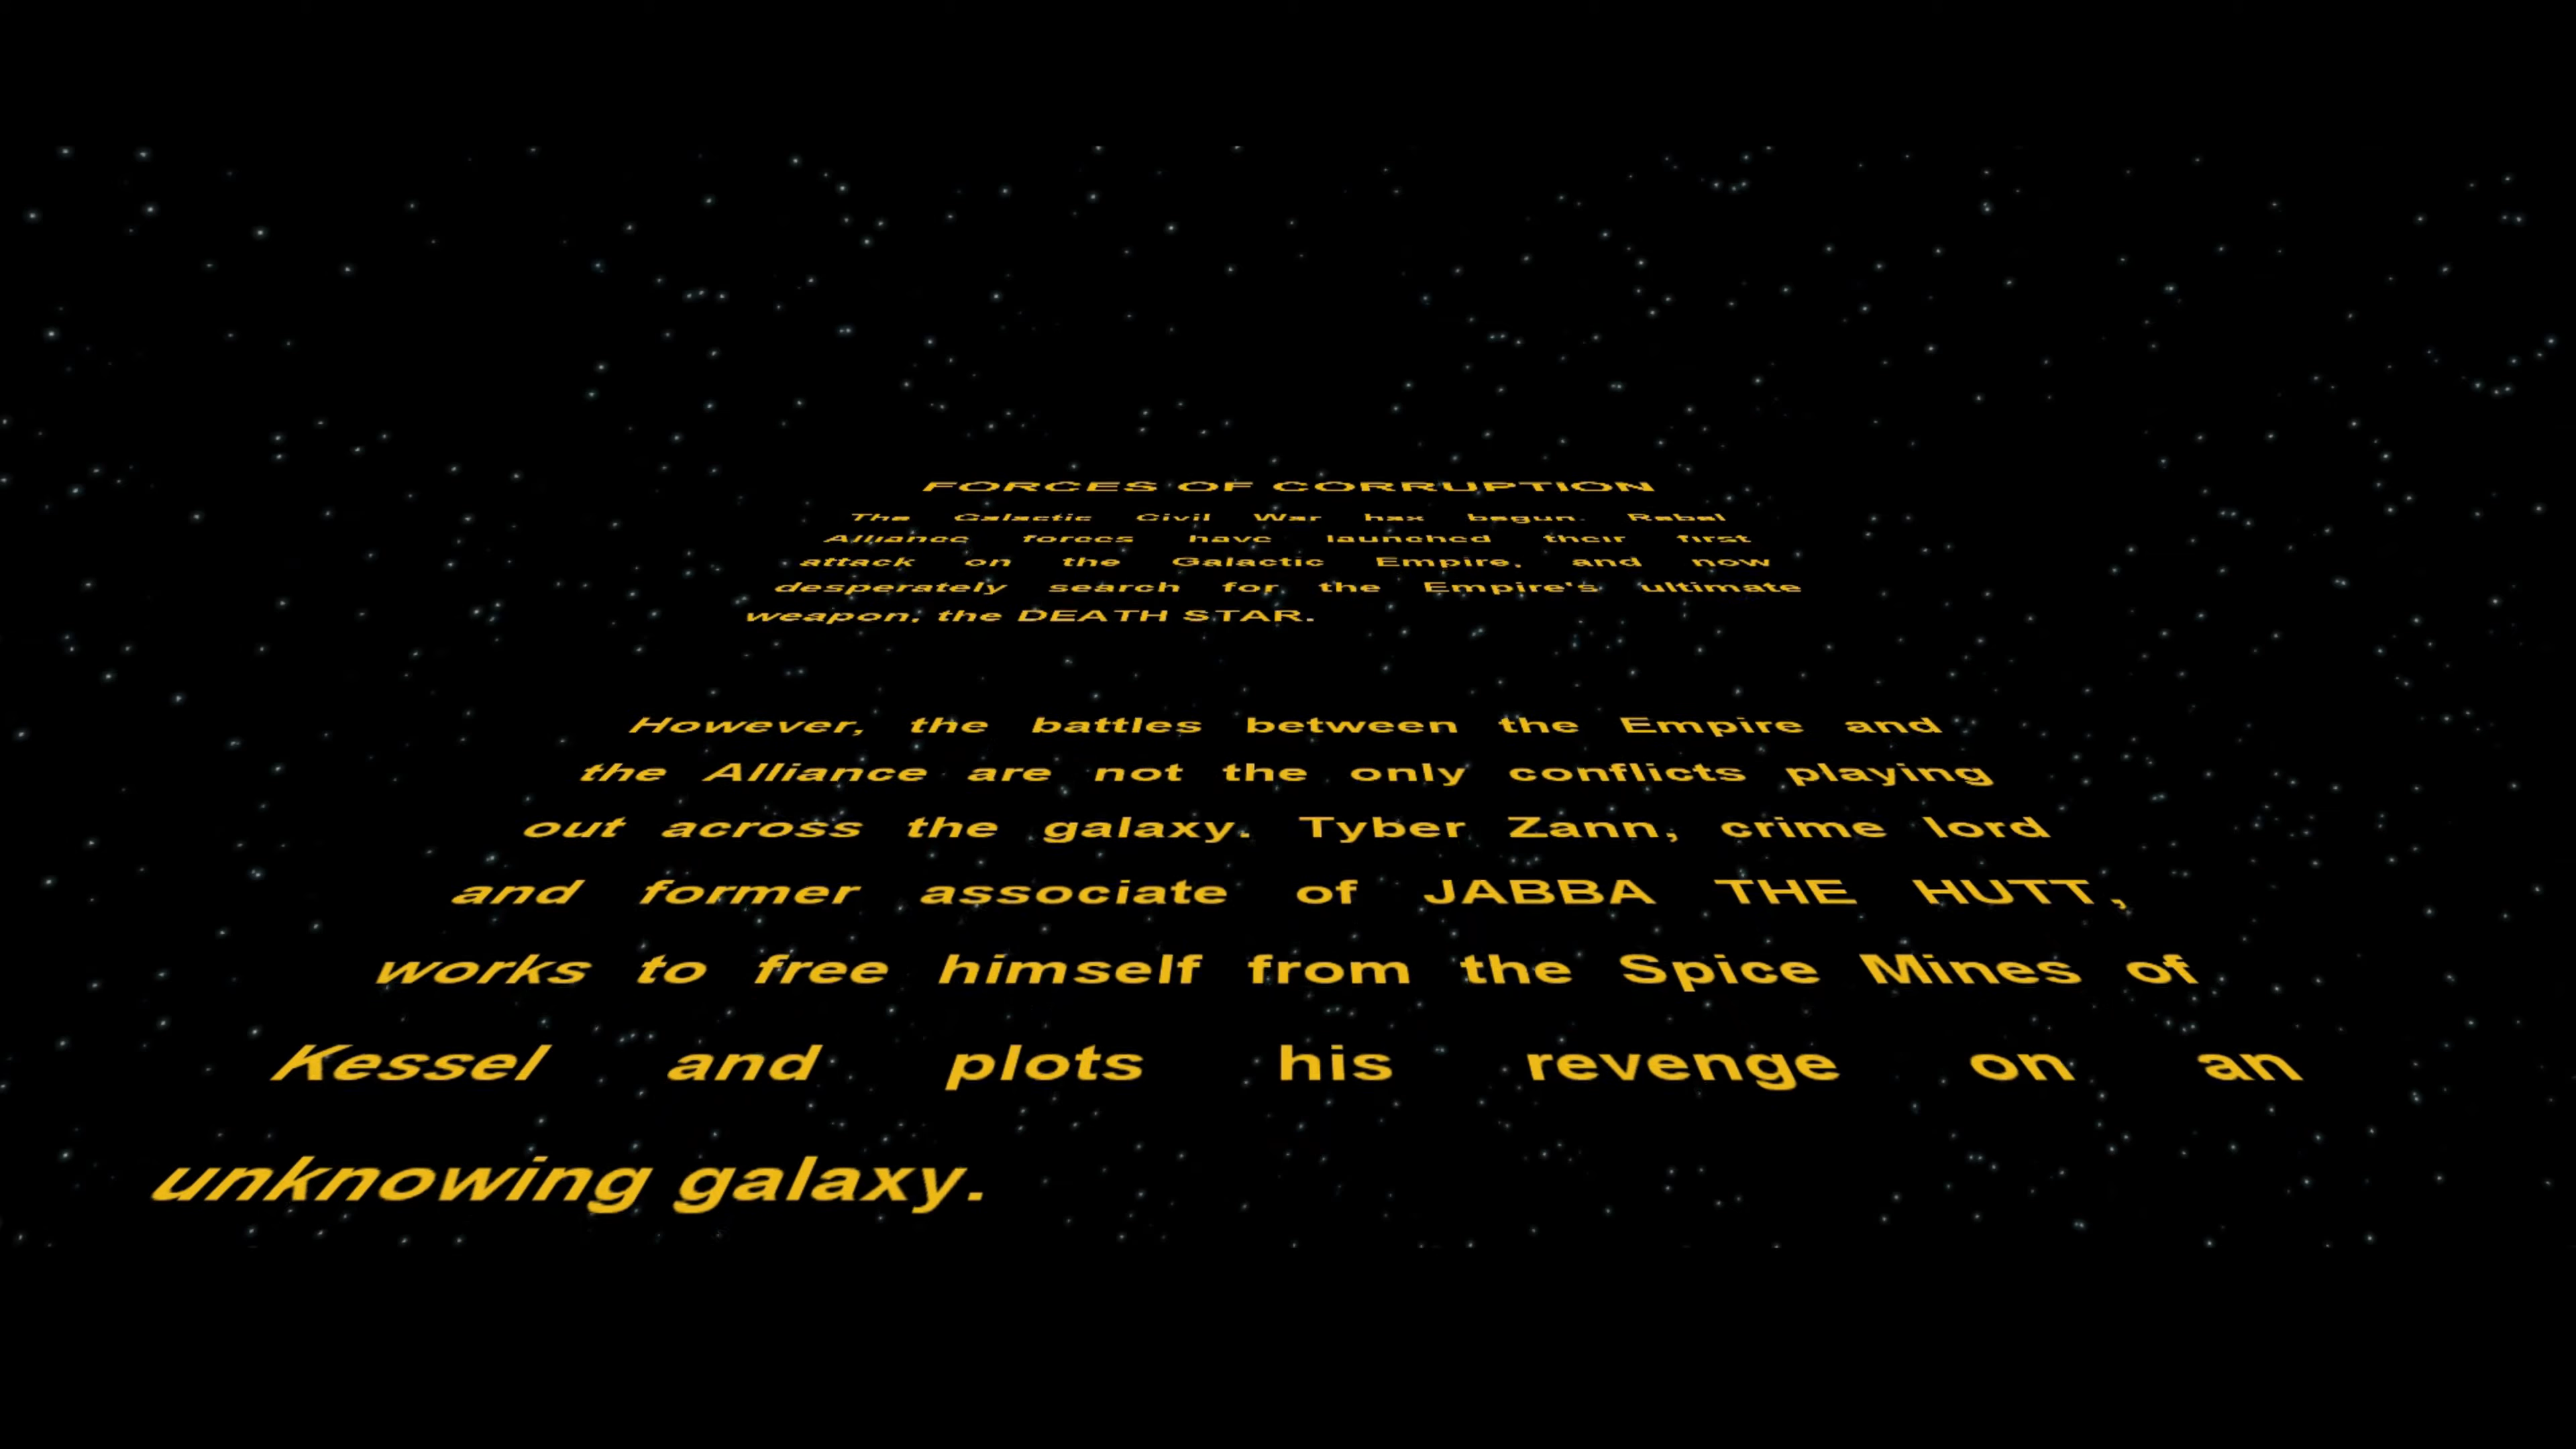 FORCES OF CORRUPTION
The Galactic Civil War has begun. Rebel
Alliance forces have launched their first
attack on the Galactic Empire, and now
desperately search for the Empire's ultimate
weapon; the DEATH STAR.
However, the battles between the Empire and
the Alliance are not the only conflicts playing
out across the galaxy. Tyber Zann, crime lord
and former associate of JABBA THE HUTT,
works to free himself from the Spice Mines of
Kessel and plots his revenge on an
unknowing galaxy.